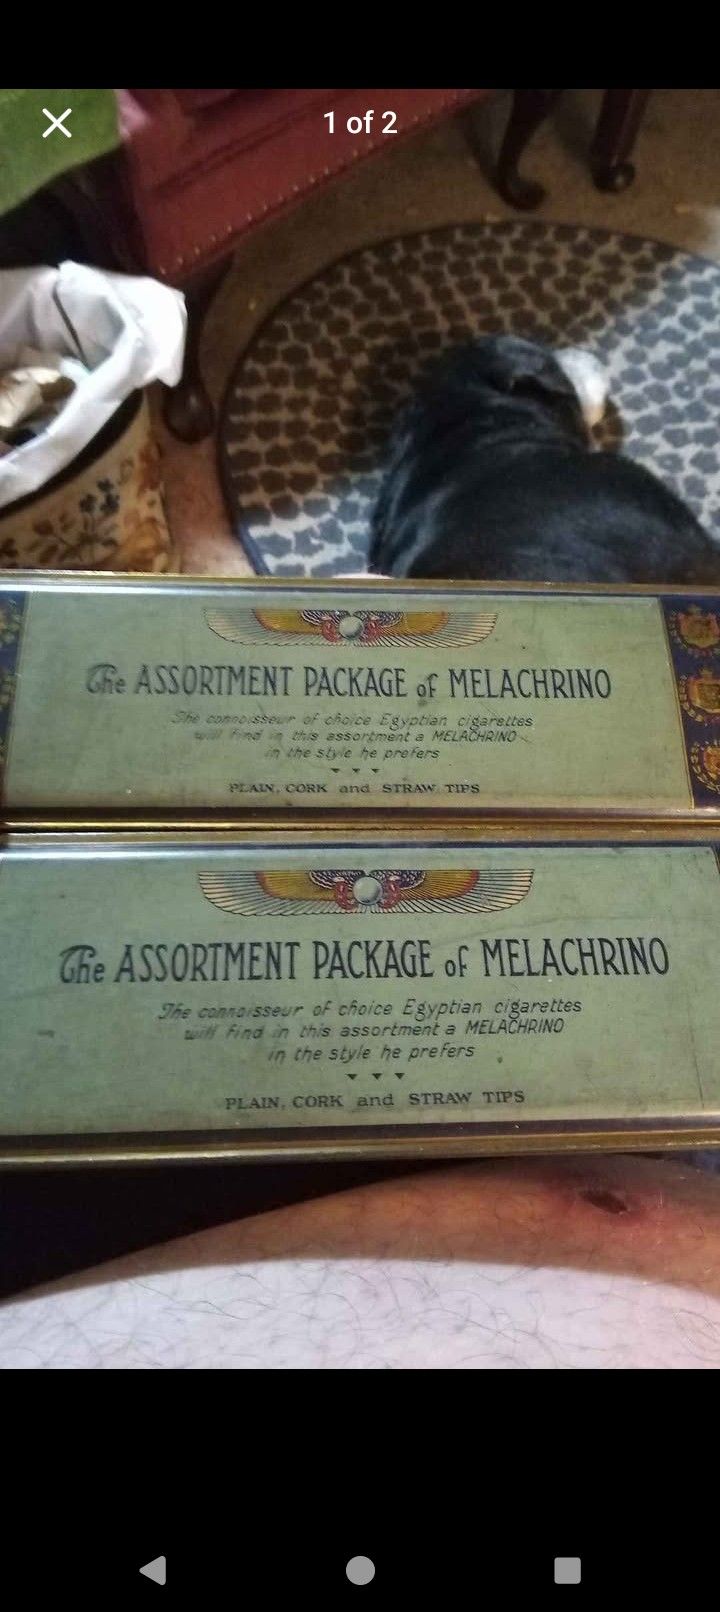 1 of 2
The ASSORTMENT PACKAGE of MELACHRINO
The connoisseur of choice Egyptian cigarettes
will find in this assortment a MELACHRINO
in the style he prefers
PLAIN, CORK and STRAW TIPS
The ASSORTMENT PACKAGE of MELACHRINO
The connoisseur of choice Egyptian cigarettes
will find in this assortment a MELACHRINO
in the style he prefers
PLAIN, CORK and STRAW TIPS